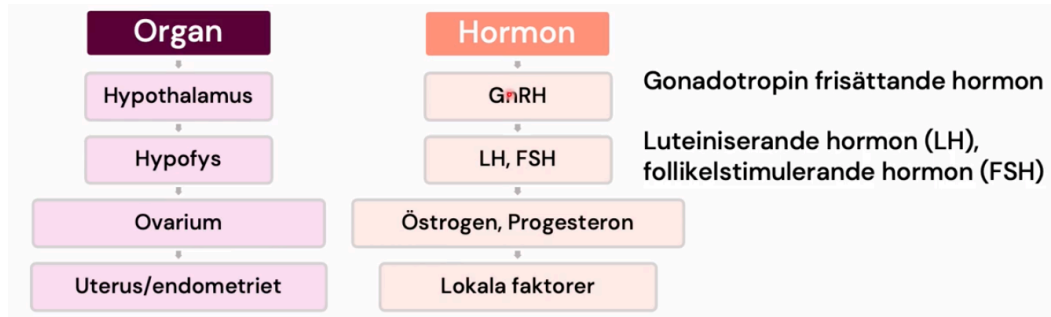 Organ
Hormon
Hypothalamus
GnRH
Gonadotropin frisättande hormon
Hypofys
LH, FSH
Luteiniserande hormon (LH),
follikelstimulerande hormon (FSH)
Ovarium
Östrogen, Progesteron
Uterus/endometriet
Lokala faktorer